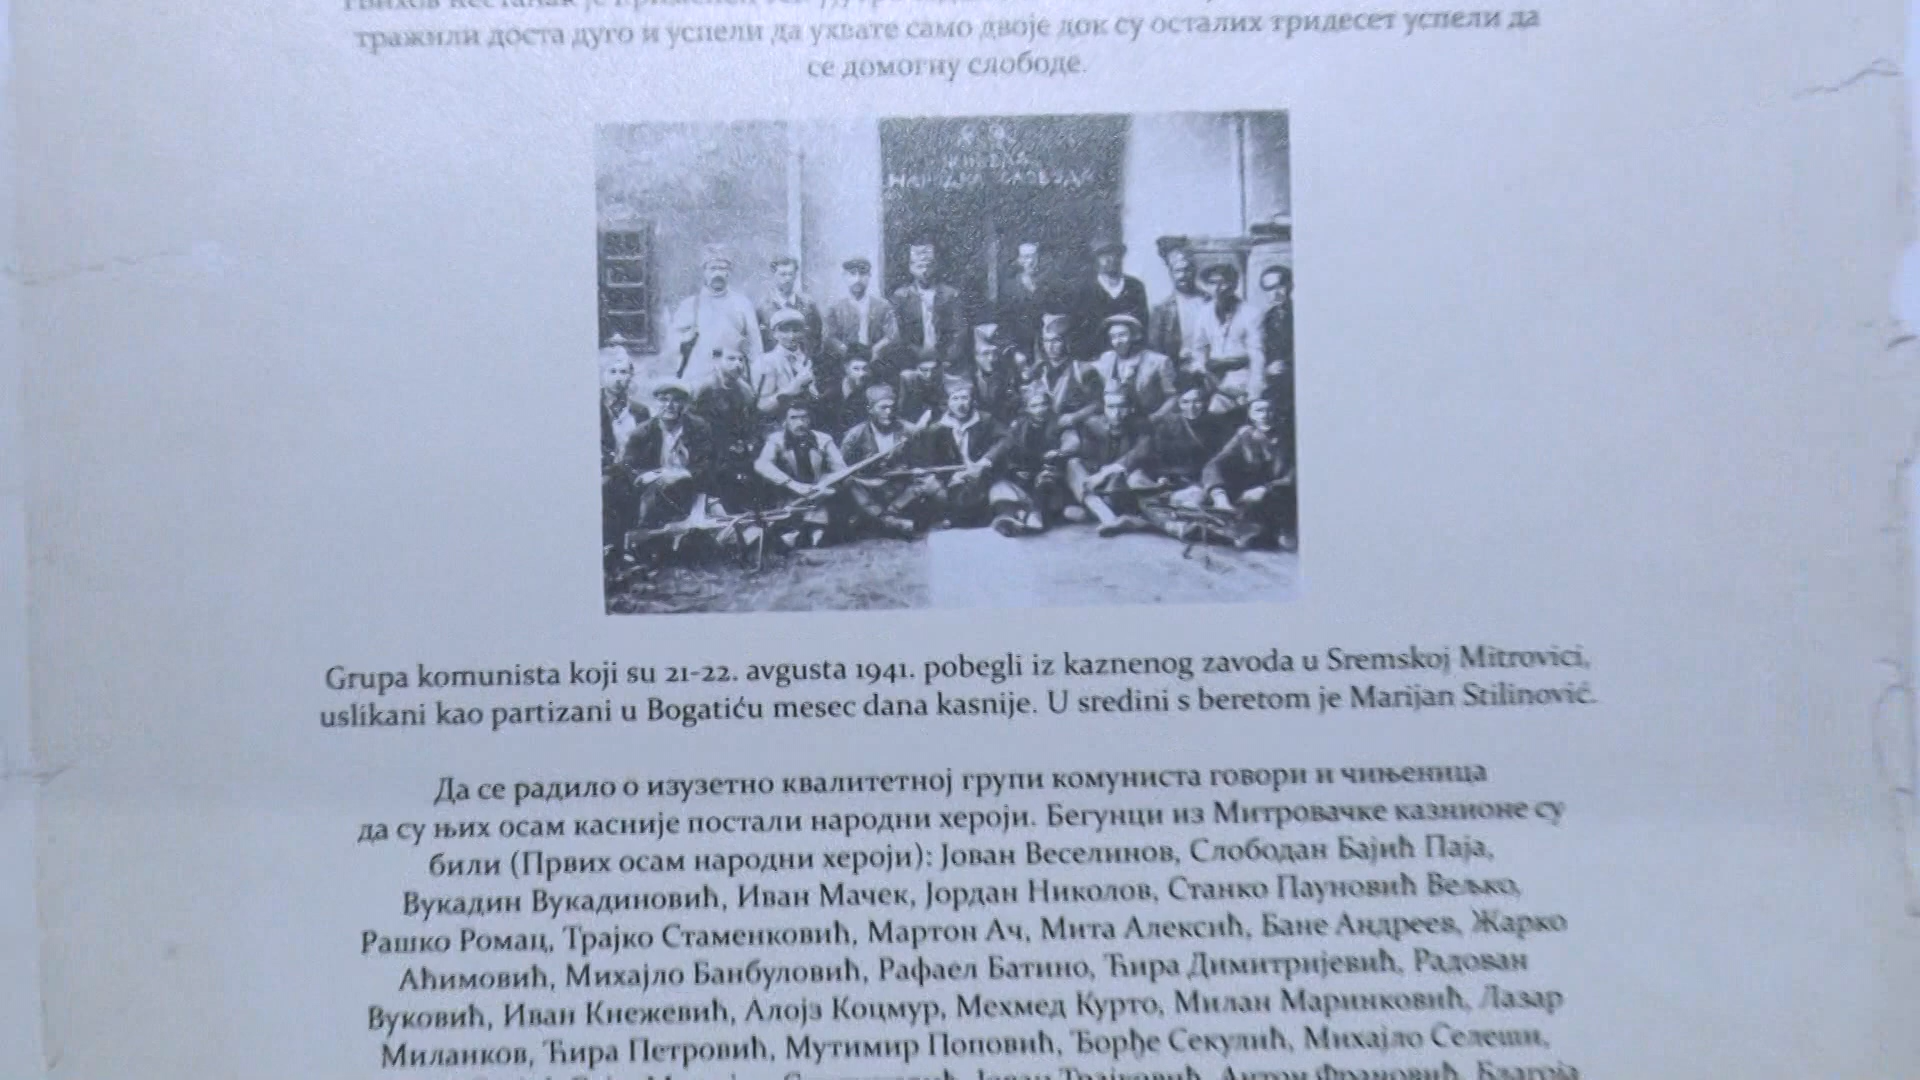 тражили доста дуго и успели да ухвате само двоје док су осталих тридесет успели да
се домогну слободе.
Grupa komunista koji su 21-22. avgusta 1941. pobegli iz kaznenog zavoda u Sremskoj Mitrovici,
uslikani kao partizani u Bogatiću mesec dana kasnije. U sredini s beretom je Marijan Stilinović.
Да се радило о изузетно квалитетној групи комуниста говори и чињеница
да су њих осам касније постали народни хероји. Бегунци из Митровачке казнионе су
били (Првих осам народни хероји): Јован Веселинов, Слободан Бајић Паја,
Вукадин Вукадиновић, Иван Мачек, Јордан Николов, Станко Пауновић Вељко,
Рашко Ромац, Трајко Стаменковић, Мартон Ач, Мита Алексић, Бане Андреев, Жарко
Аћимовић, Михајло Банбуловић, Рафаел Батино, Ћира Димитријевић, Радован
Вуковић, Иван Кнежевић, Алојз Коцмур, Мехмед Курто, Милан Маринковић, Лазар
Миланков, Ћира Петровић, Мутимир Поповић, Ђорђе Секулић, Михајло Селеши,
Јован Трајковић, Антон Франовић, Благоја